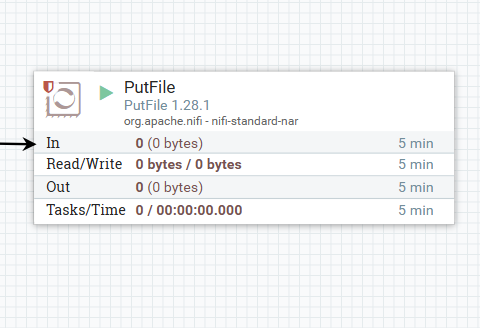 PutFile
PutFile 1.28.1
org.apache.nifi - nifi-standard-nar
In 0 (0 bytes) 5 min
Read/Write 0 bytes / 0 bytes 5 min
Out 0 (0 bytes) 5 min
Tasks/Time 0 / 00:00:00.000 5 min